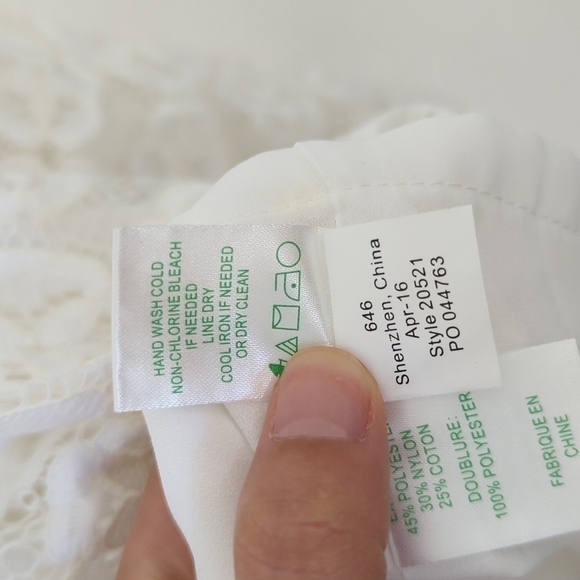 HAND WASH COLD
NON-CHLORINE BLEACH
IF NEEDED
LINE DRY
COOL IRON IF NEEDED
OR DRY CLEAN
646
Shenzhen, China
Apr-16
Style 20521
PO 044763
POLYESTER
45% NYLON
30% COTON
25%
DOUBLURE:
100% POLYESTER
FABRIQUE EN
CHINE